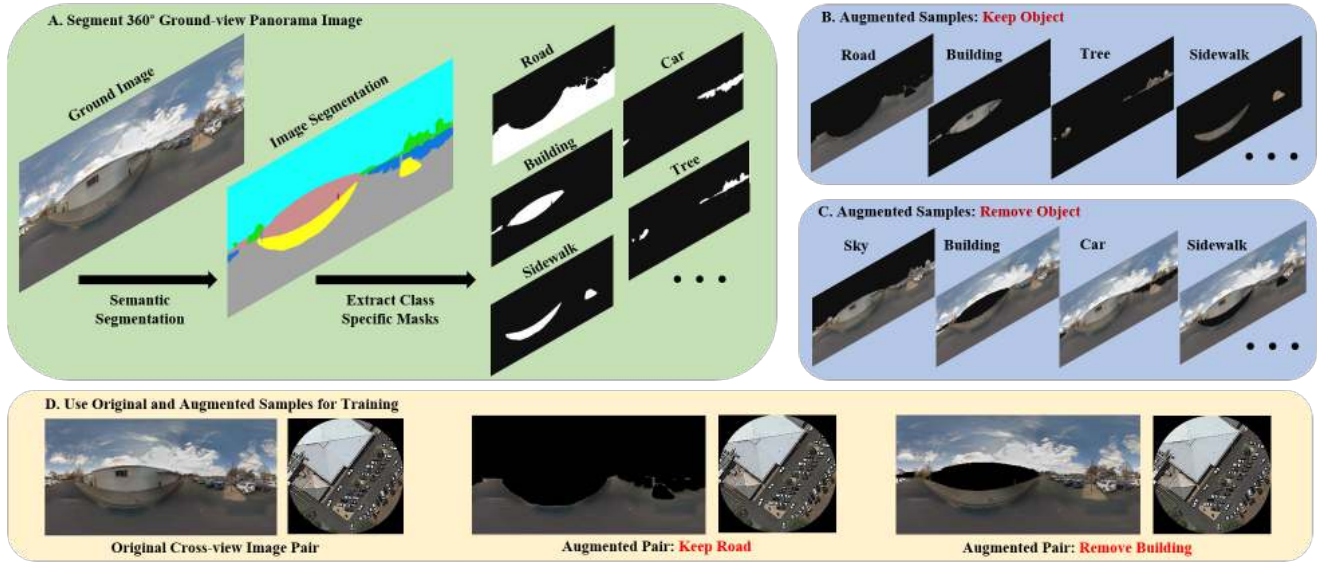 A. Segment 360° Ground-view Panorama Image
Ground Image
Image Segmentation
Road
Car
Building
Tree
Sidewalk
Semantic
Segmentation
Extract Class
Specific Masks
B. Augmented Samples: Keep Object
Road
Building
Tree
Sidewalk
C. Augmented Samples: Remove Object
Sky
Building
Car
Sidewalk
D. Use Original and Augmented Samples for Training
Original Cross-view Image Pair
Augmented Pair: Keep Road
Augmented Pair: Remove Building